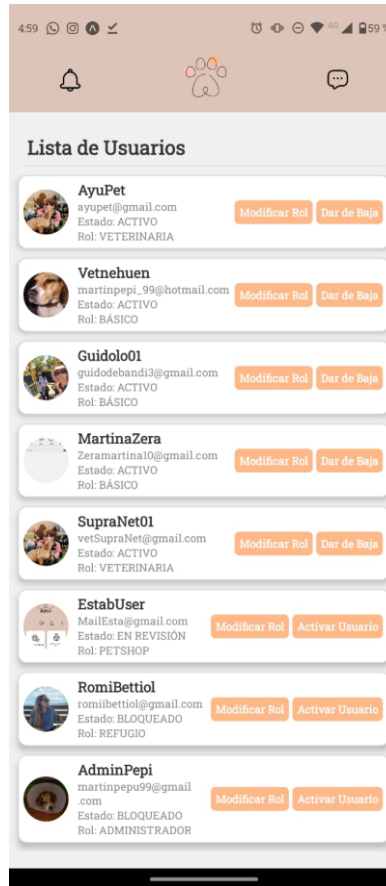 4:59
4G
59 %
Lista de Usuarios
AyuPet
ayupet@gmail.com
Estado: ACTIVO
Rol: VETERINARIA
Modificar Rol
Dar de Baja
Vetnehuen
martinpepi_99@hotmail.com
Estado: ACTIVO
Rol: BÁSICO
Modificar Rol
Dar de Baja
Guidolo01
guidodebandi3@gmail.com
Estado: ACTIVO
Rol: BÁSICO
Modificar Rol
Dar de Baja
MartinaZera
Zeramartina10@gmail.com
Estado: ACTIVO
Rol: BÁSICO
Modificar Rol
Dar de Baja
SupraNet01
vetSupraNet@gmail.com
Estado: ACTIVO
Rol: VETERINARIA
Modificar Rol
Dar de Baja
EstabUser
MailEsta@gmail.com
Estado: EN REVISIÓN
Rol: PETSHOP
Modificar Rol
Activar Usuario
RomiBettiol
romiibettiol@gmail.com
Estado: BLOQUEADO
Rol: REFUGIO
Modificar Rol
Activar Usuario
AdminPepi
martinpepu99@gmail
.com
Estado: BLOQUEADO
Rol: ADMINISTRADOR
Modificar Rol
Activar Usuario